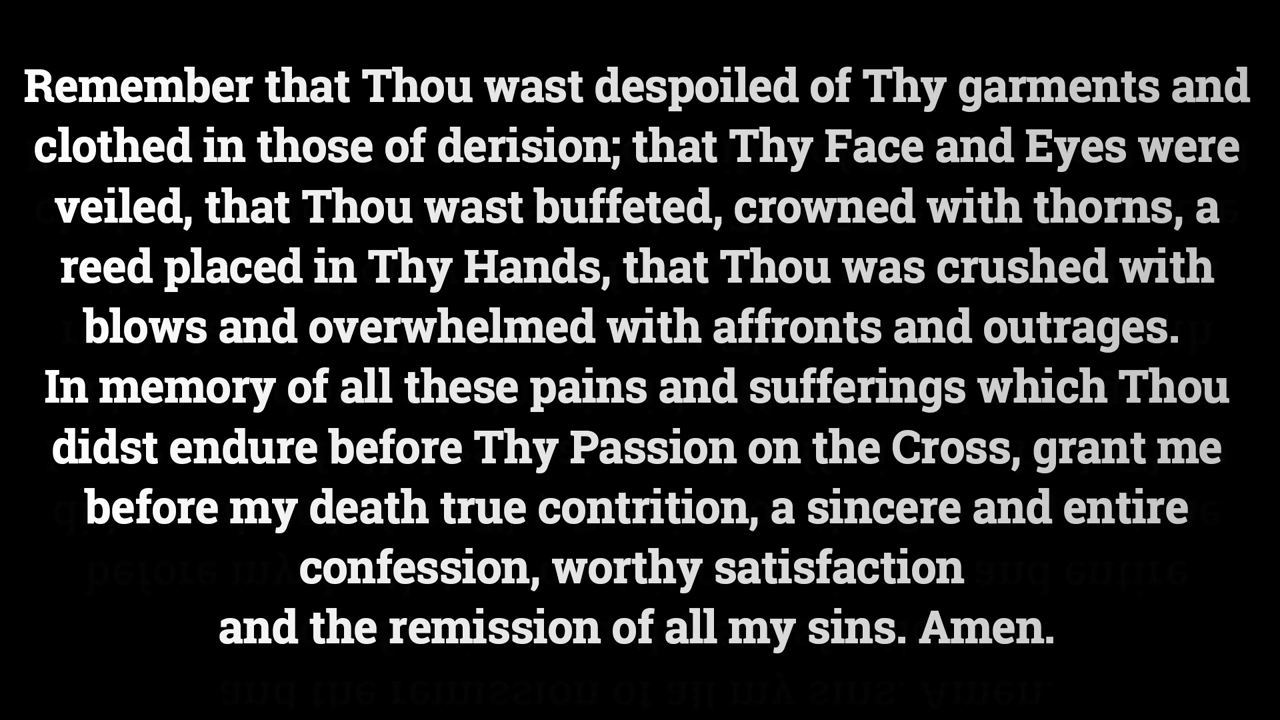 Remember that Thou wast despoiled of Thy garments and
clothed in those of derision; that Thy Face and Eyes were
veiled, that Thou wast buffeted, crowned with thorns, a
reed placed in Thy Hands, that Thou was crushed with
blows and overwhelmed with affronts and outrages.
In memory of all these pains and sufferings which Thou
didst endure before Thy Passion on the Cross, grant me
before my death true contrition, a sincere and entire
confession, worthy satisfaction
and the remission of all my sins. Amen.